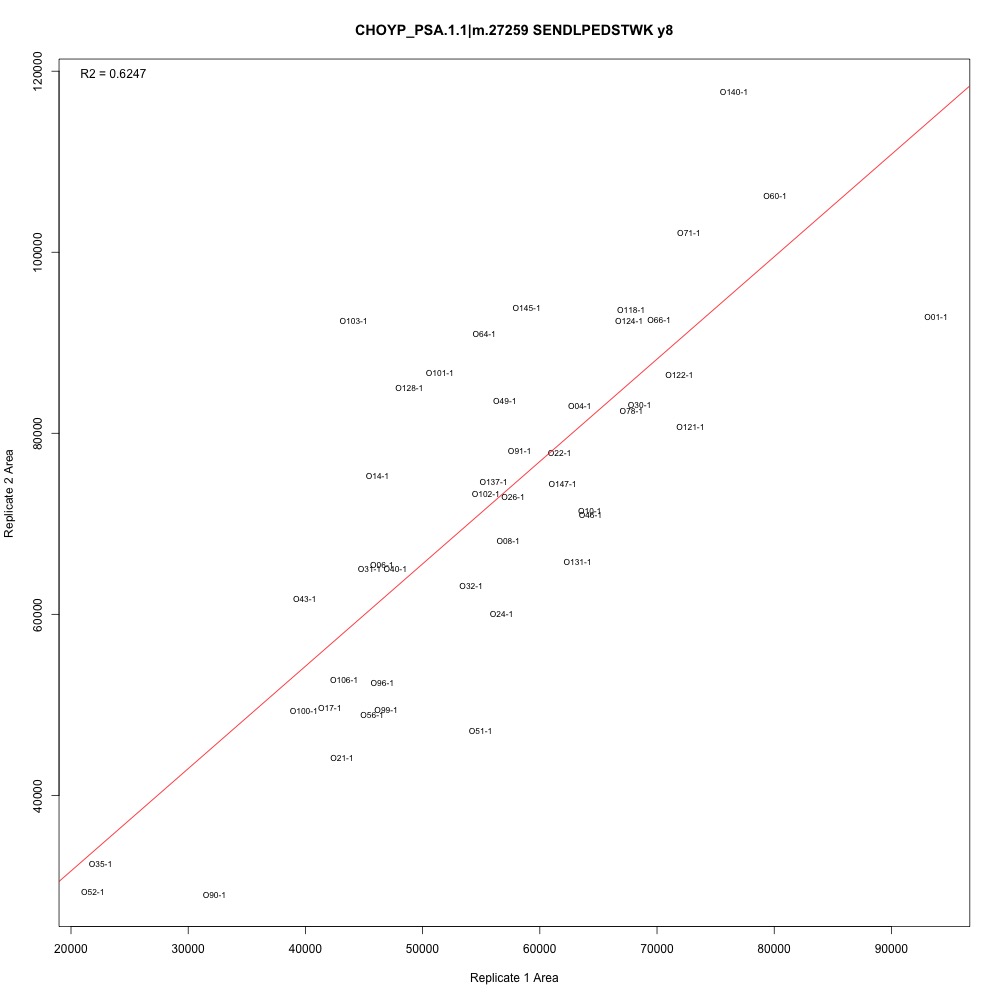 CHOYP_PSA.1.1|m.27259 SENDLPEDSTWK y8
R2 = 0.6247
120000
100000
80000
60000
40000
Replicate 2 Area
O140-1
O60-1
O71-1
O145-1
O118-1
O01-1
O103-1
O124-1
O66-1
O64-1
O101-1
O122-1
O128-1
O49-1
O04-1
O30-1
O78-1
O121-1
O91-1
O22-1
O14-1
O137-1
O147-1
O102-1
O26-1
O10-1
O46-1
O08-1
O131-1
O06-1
O31-1
O40-1
O32-1
O43-1
O24-1
O106-1
O96-1
O100-1
O17-1
O56-1
O99-1
O51-1
O21-1
O35-1
O52-1
O90-1
20000 30000 40000 50000 60000 70000 80000 90000
Replicate 1 Area